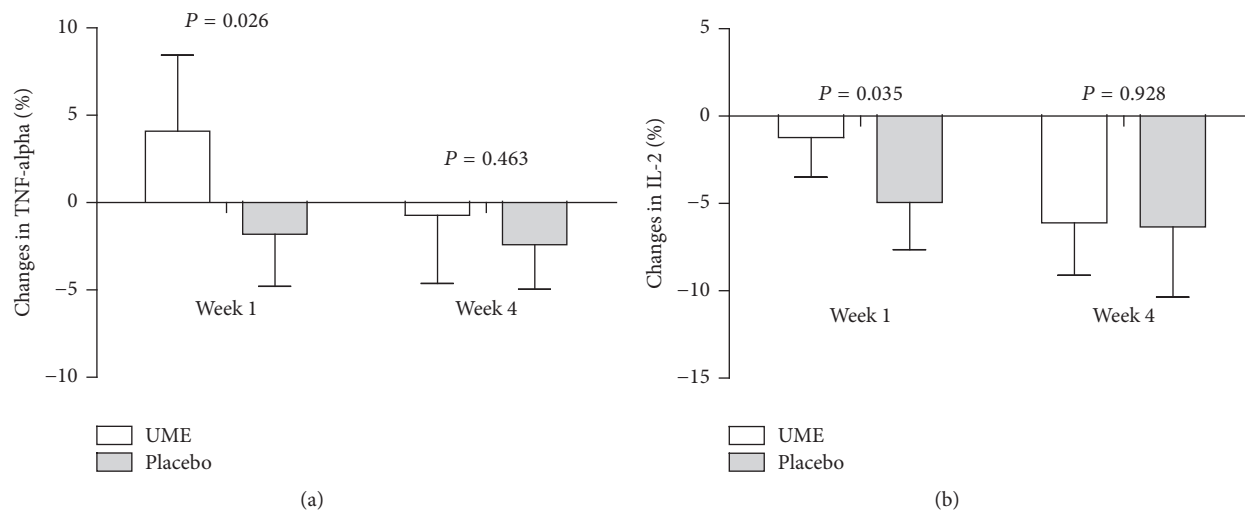 P = 0.026
10
5
0
−5
−10
Changes in TNF-alpha (%)
P = 0.463
Week 1
Week 4
UME
Placebo
(a)
5
0
−5
−10
−15
Changes in IL-2 (%)
P = 0.035
P = 0.928
Week 1
Week 4
UME
Placebo
(b)